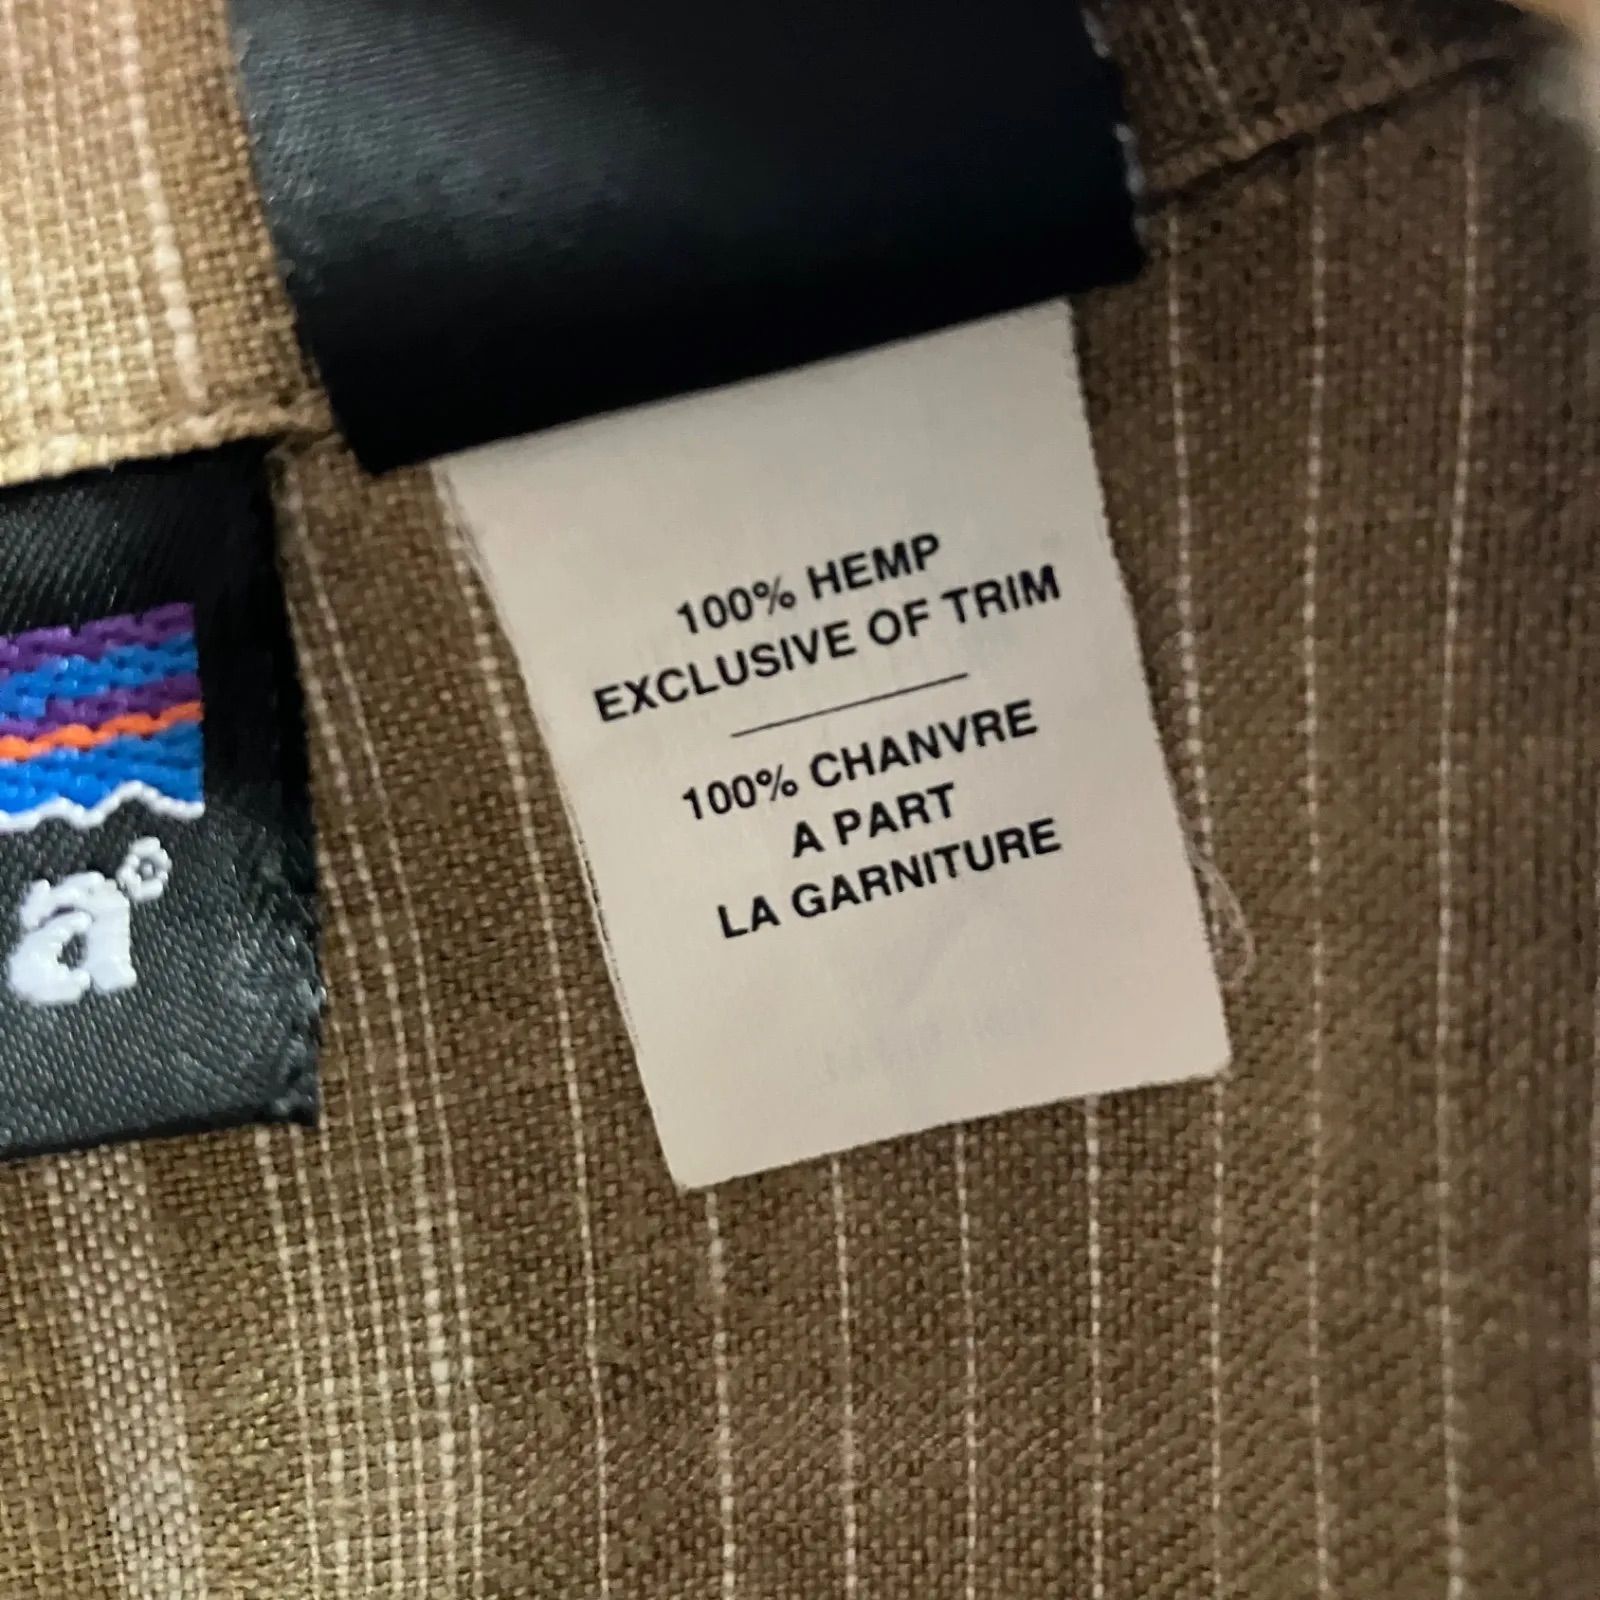 100% HEMP
EXCLUSIVE OF TRIM
100% CHANVRE
A PART
LA GARNITURE
a®